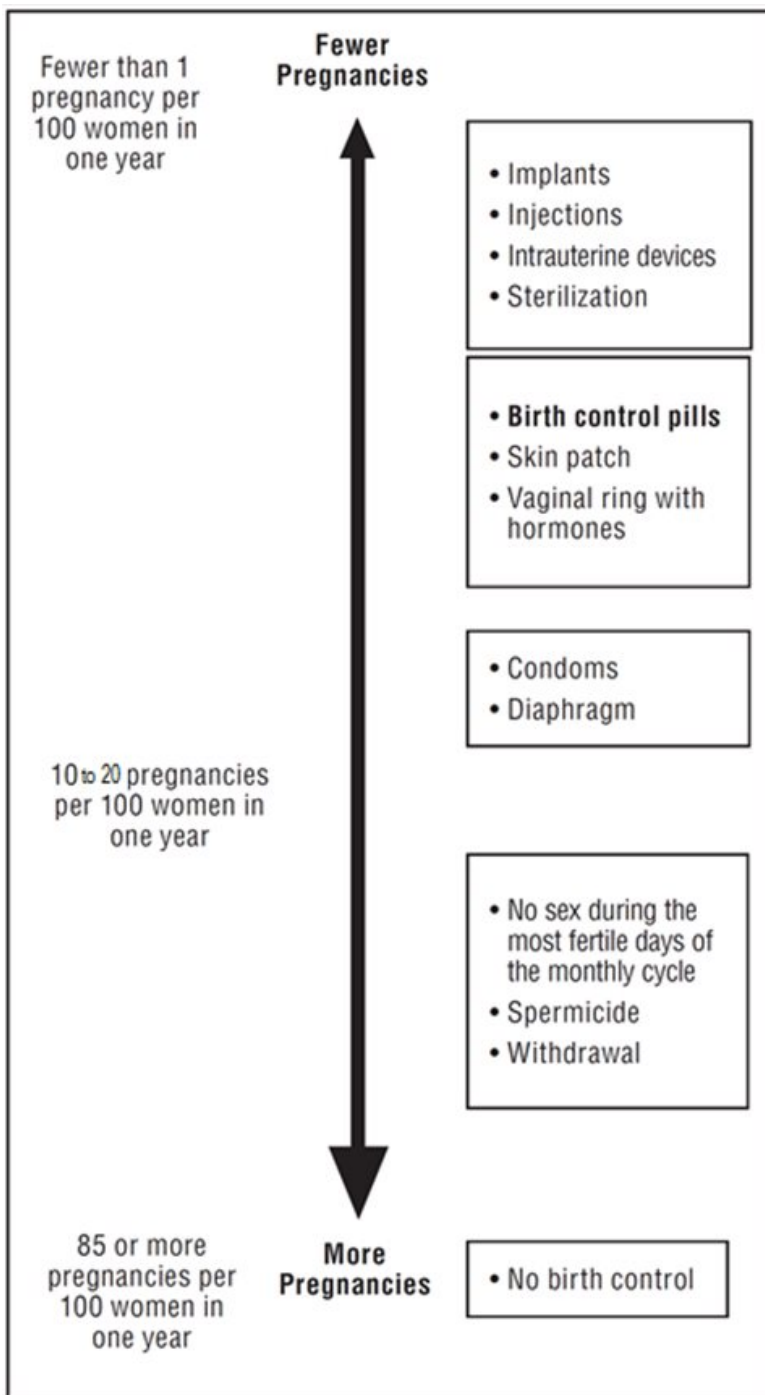 Fewer
Pregnancies
Fewer than 1
pregnancy per
100 women in
one year
• Implants
• Injections
• Intrauterine devices
• Sterilization
• Birth control pills
• Skin patch
• Vaginal ring with
hormones
• Condoms
• Diaphragm
10 to 20 pregnancies
per 100 women in
one year
• No sex during the
most fertile days of
the monthly cycle
• Spermicide
• Withdrawal
85 or more
pregnancies per
100 women in
one year
More
Pregnancies
• No birth control